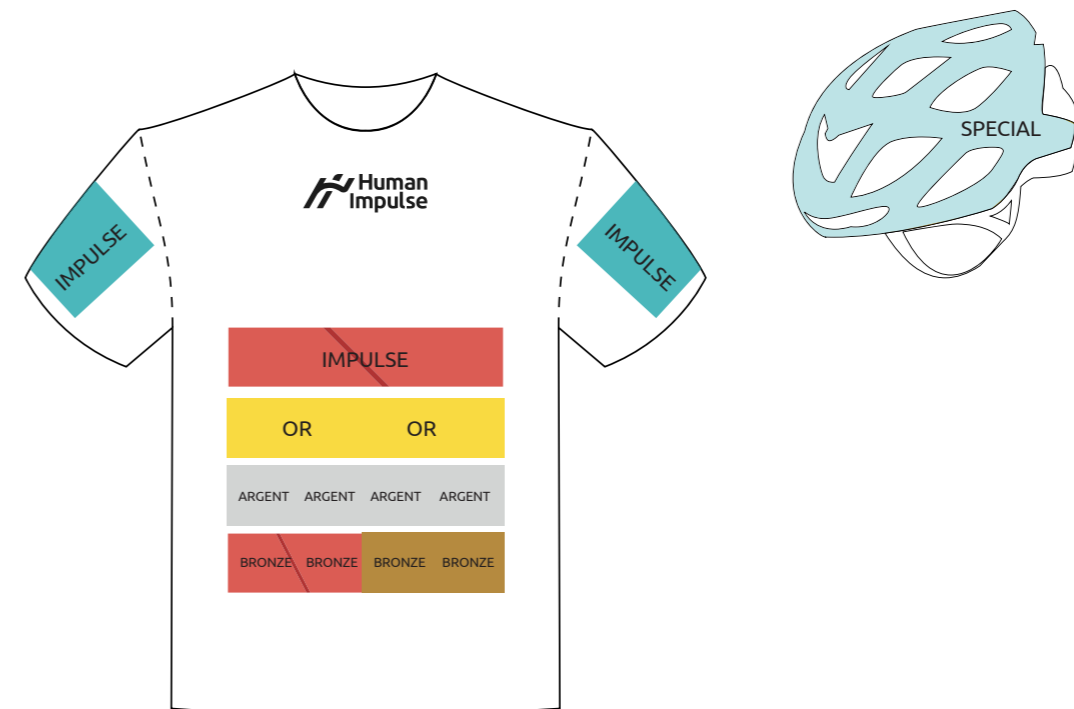 SPECIAL
Human
Impulse
IMPULSE
IMPULSE
IMPULSE
OR OR
ARGENT ARGENT ARGENT ARGENT
BRONZE BRONZE BRONZE BRONZE